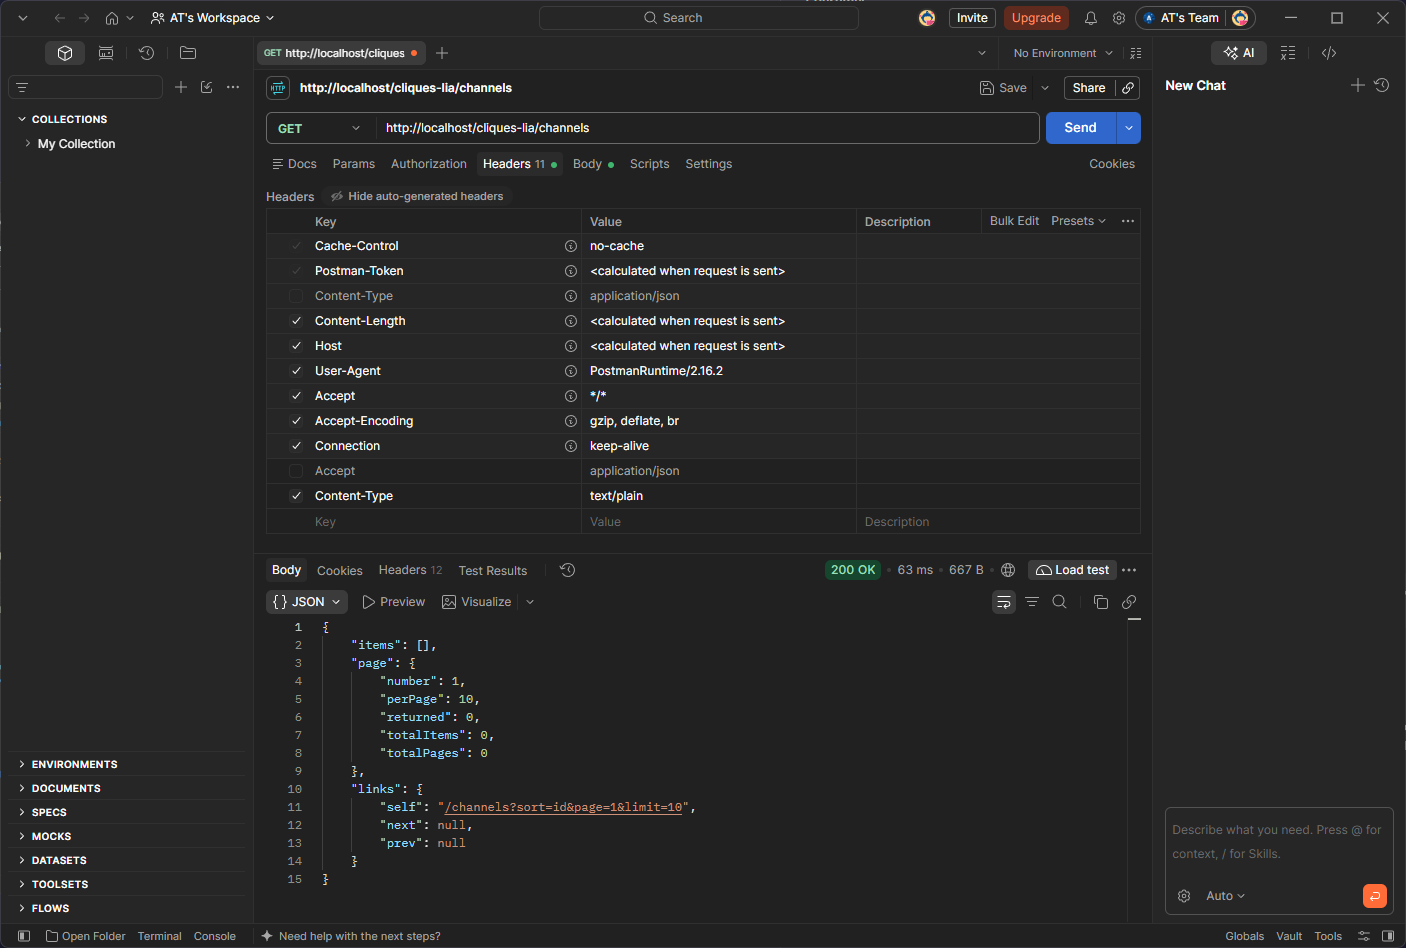 AT's Workspace
Search
Invite
Upgrade
AT's Team
GET http://localhost/cliques
No Environment
AI
http://localhost/cliques-lia/channels
Save
Share
New Chat
COLLECTIONS
My Collection
GET
http://localhost/cliques-lia/channels
Send
Docs
Params
Authorization
Headers 11
Body
Scripts
Settings
Cookies
Headers
Hide auto-generated headers
Key Value Description Bulk Edit Presets
Cache-Control no-cache
Postman-Token <calculated when request is sent>
Content-Type application/json
Content-Length <calculated when request is sent>
Host <calculated when request is sent>
User-Agent PostmanRuntime/2.16.2
Accept */*
Accept-Encoding gzip, deflate, br
Connection keep-alive
Accept application/json
Content-Type text/plain
Key Value Description
Body
Cookies
Headers 12
Test Results
200 OK
63 ms
667 B
Load test
{} JSON
Preview
Visualize
1 {
2 "items": [],
3 "page": {
4 "number": 1,
5 "perPage": 10,
6 "returned": 0,
7 "totalItems": 0,
8 "totalPages": 0
9 },
10 "links": {
11 "self": "/channels?sort=id&page=1&limit=10",
12 "next": null,
13 "prev": null
14 }
15 }
ENVIRONMENTS
DOCUMENTS
SPECS
MOCKS
DATASETS
TOOLSETS
FLOWS
Describe what you need. Press @ for
context, / for Skills.
Auto
Open Folder
Terminal
Console
Need help with the next steps?
Globals
Vault
Tools